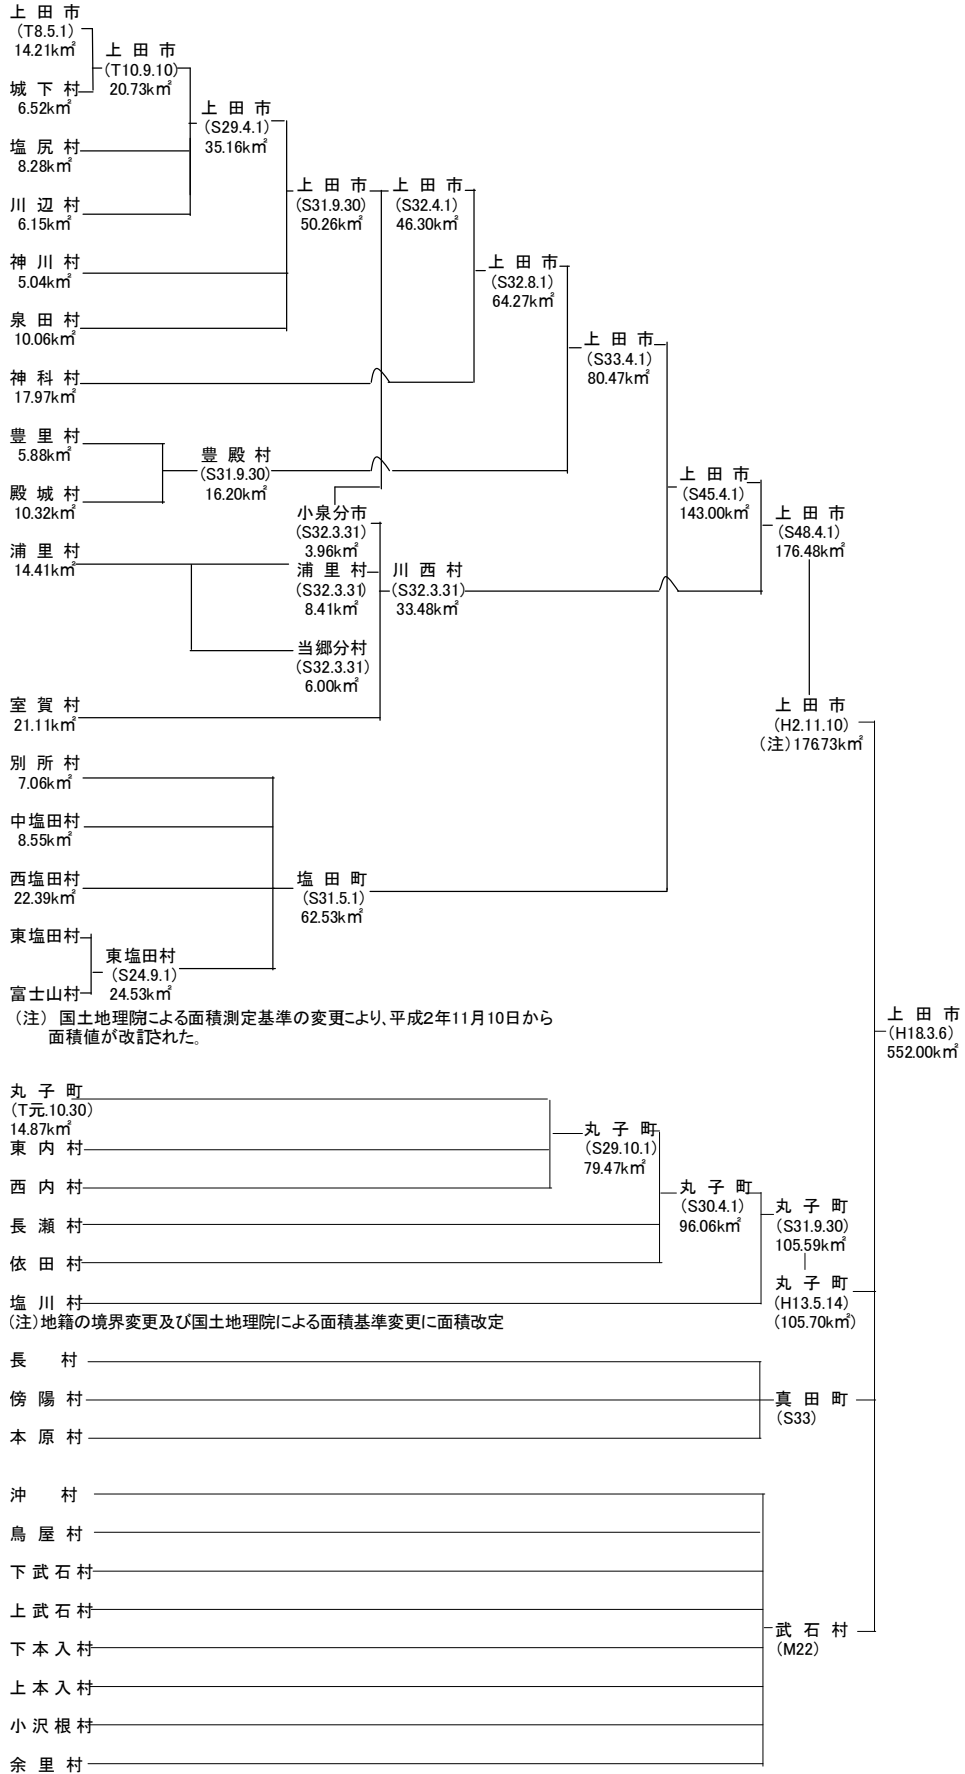 上田市
(T8.5.1)
14.21k㎡
上田市
(T10.9.10)
20.73k㎡
城下村
6.52k㎡
上田市
(S29.4.1)
35.16k㎡
塩尻村
8.28k㎡
上田市
(S31.9.30)
50.26k㎡
上田市
(S32.4.1)
46.30k㎡
川辺村
6.15k㎡
神川村
5.04k㎡
上田市
(S32.8.1)
64.27k㎡
泉田村
10.06k㎡
上田市
(S33.4.1)
80.47k㎡
神科村
17.97k㎡
豊里村
5.88k㎡
豊殿村
(S31.9.30)
16.20k㎡
殿城村
10.32k㎡
上田市
(S45.4.1)
143.00k㎡
小泉分市
(S32.3.31)
3.96k㎡
上田市
(S48.4.1)
176.48k㎡
浦里村
14.41k㎡
浦里村
(S32.3.31)
8.41k㎡
川西村
(S32.3.31)
33.48k㎡
当郷分村
(S32.3.31)
6.00k㎡
室賀村
21.11k㎡
上田市
(H2.11.10)
(注)176.73k㎡
別所村
7.06k㎡
中塩田村
8.55k㎡
西塩田村
22.39k㎡
塩田町
(S31.5.1)
62.53k㎡
東塩田村
東塩田村
(S24.9.1)
24.53k㎡
富士山村
(注) 国土地理院による面積測定基準の変更により、平成2年11月10日から
面積値が改訂された。
上田市
(H18.3.6)
552.00k㎡
丸子町
(T元.10.30)
14.87k㎡
丸子町
(S29.10.1)
79.47k㎡
東内村
西内村
丸子町
(S30.4.1)
96.06k㎡
丸子町
(S31.9.30)
105.59k㎡
長瀬村
依田村
丸子町
(H13.5.14)
(105.70k㎡)
塩川村
(注)地籍の境界変更及び国土地理院による面積基準変更に面積改定
長村
傍陽村
真田町
(S33)
本原村
沖村
鳥屋村
下武石村
上武石村
武石村
(M22)
下本入村
上本入村
小沢根村
余里村